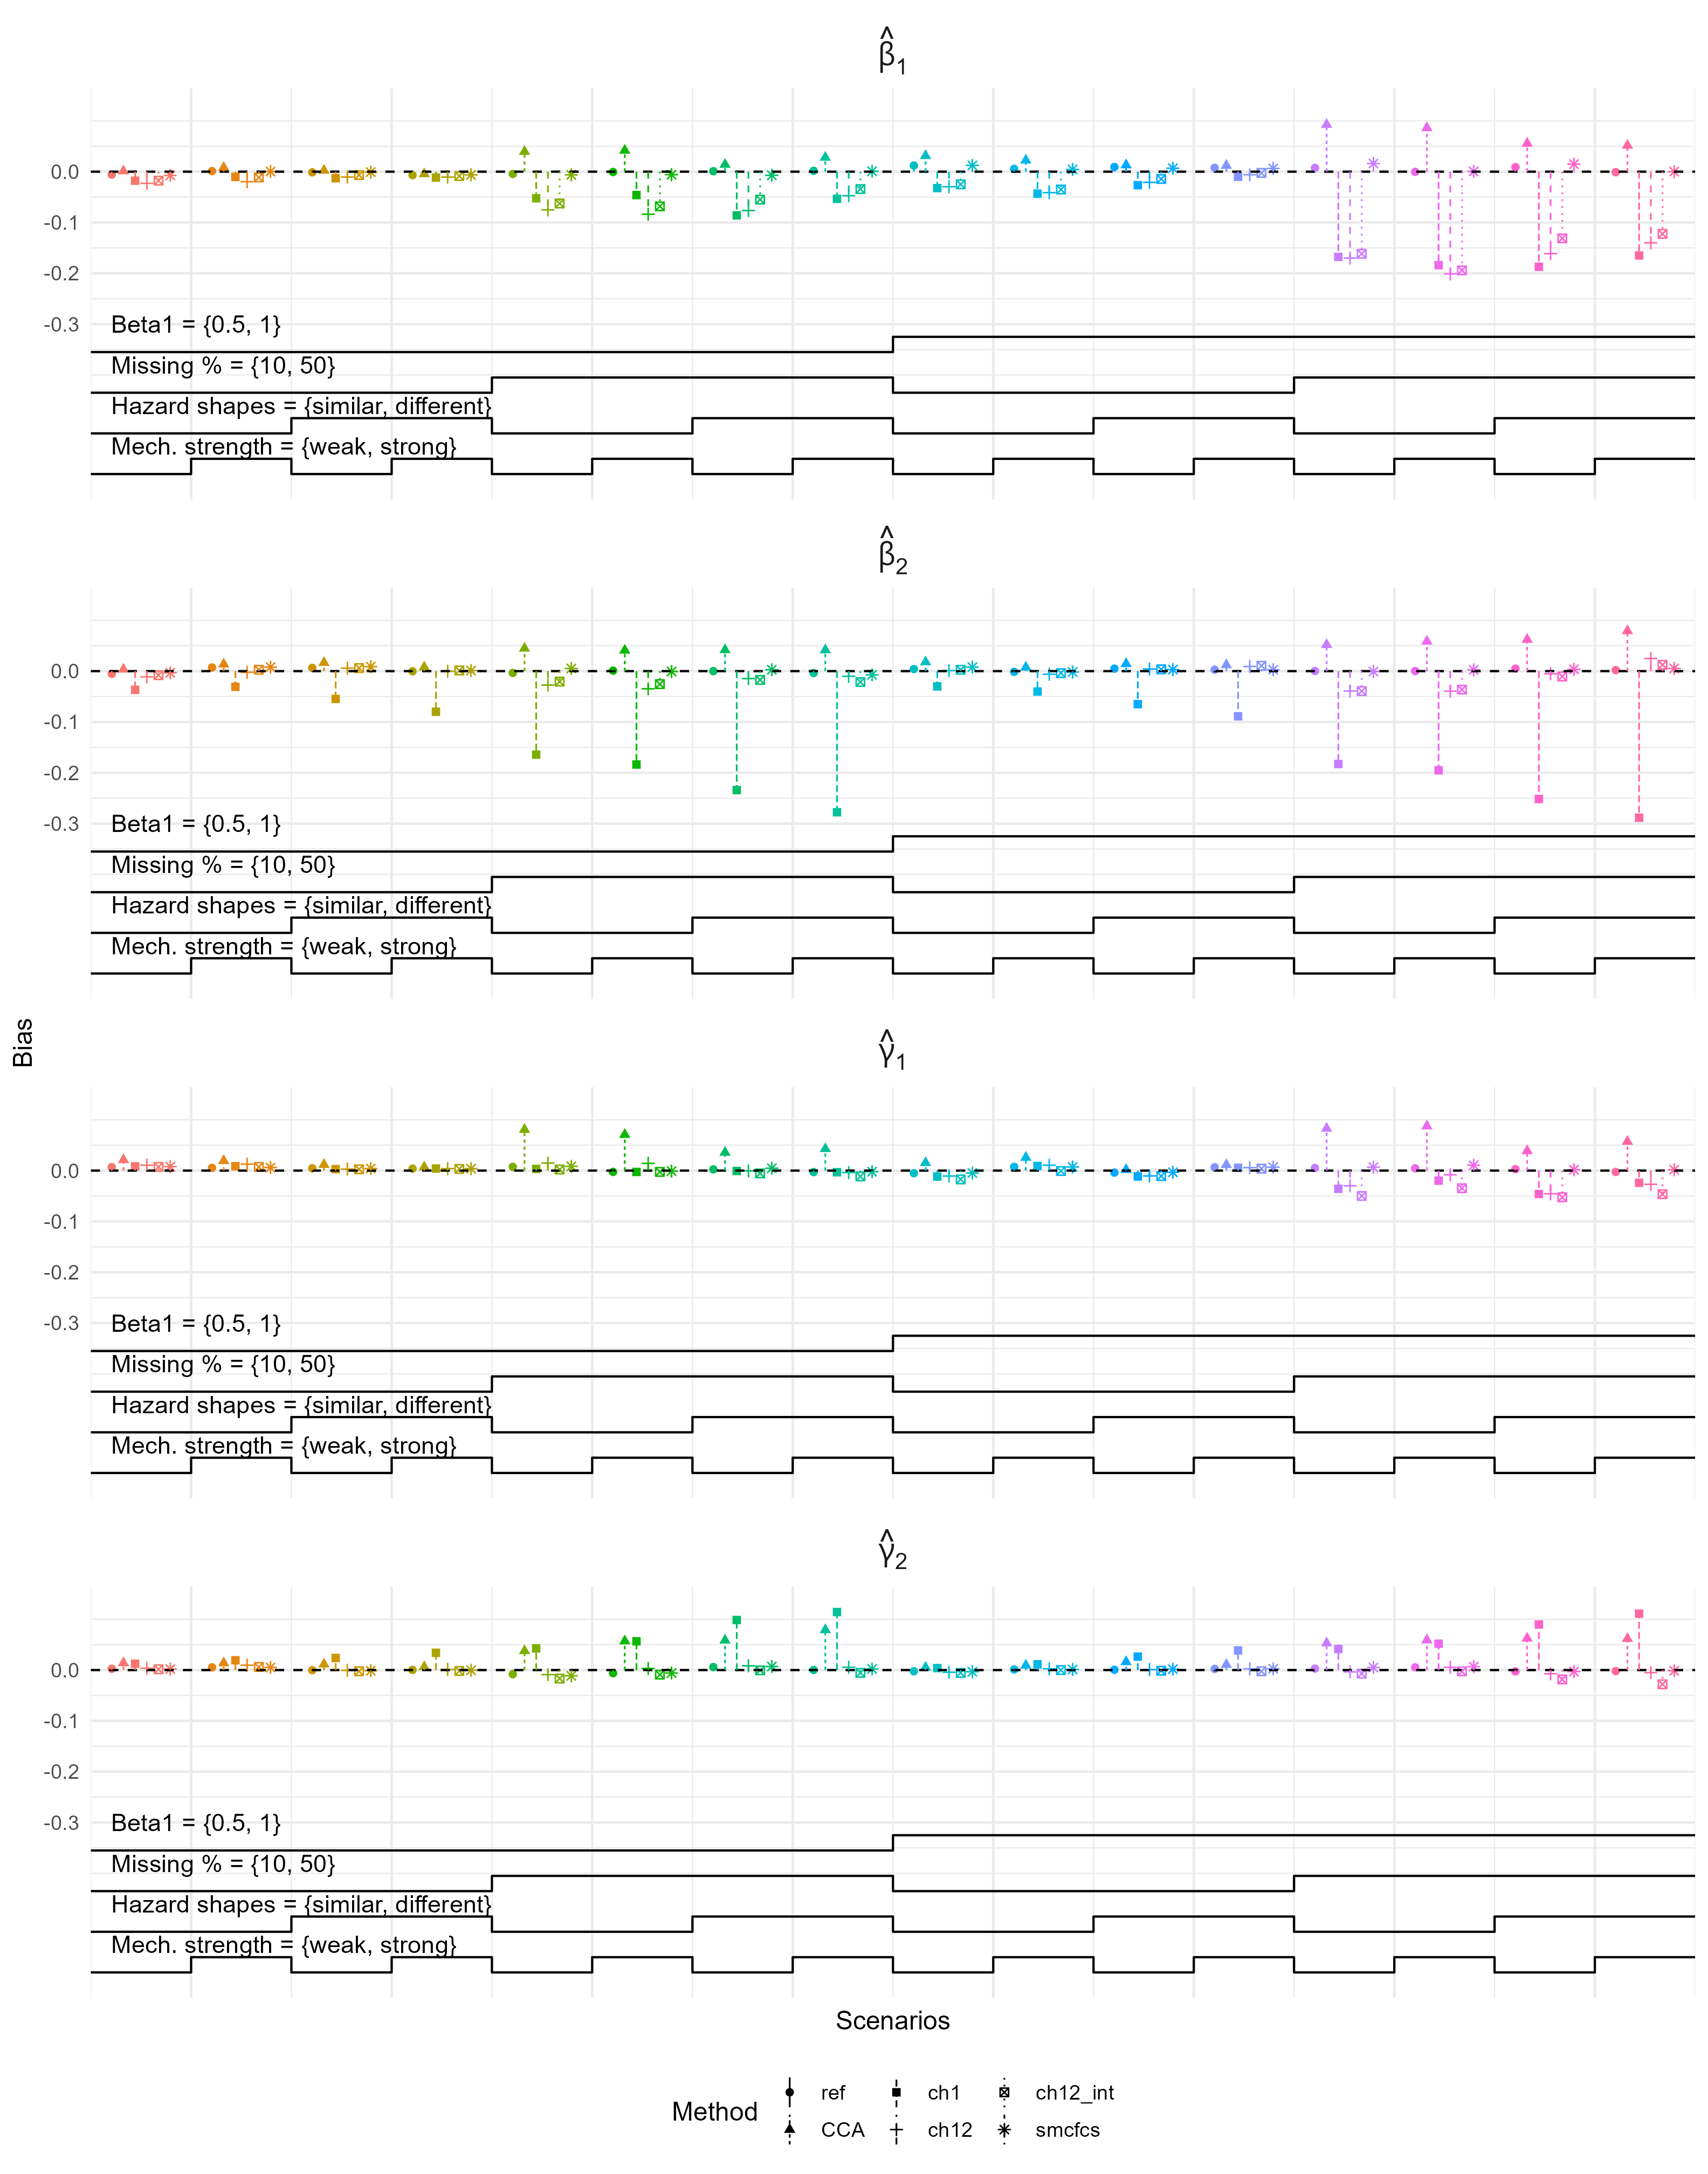 β̂1
0.0
-0.1
-0.2
-0.3
Beta1 = {0.5, 1}
Missing % = {10, 50}
Hazard shapes = {similar, different}
Mech. strength = {weak, strong}
β̂2
0.0
-0.1
-0.2
-0.3
Beta1 = {0.5, 1}
Missing % = {10, 50}
Hazard shapes = {similar, different}
Mech. strength = {weak, strong}
Bias
γ̂1
0.0
-0.1
-0.2
-0.3
Beta1 = {0.5, 1}
Missing % = {10, 50}
Hazard shapes = {similar, different}
Mech. strength = {weak, strong}
γ̂2
0.0
-0.1
-0.2
-0.3
Beta1 = {0.5, 1}
Missing % = {10, 50}
Hazard shapes = {similar, different}
Mech. strength = {weak, strong}
Scenarios
Method
ref ch1 ch12_int
CCA ch12 smcfcs